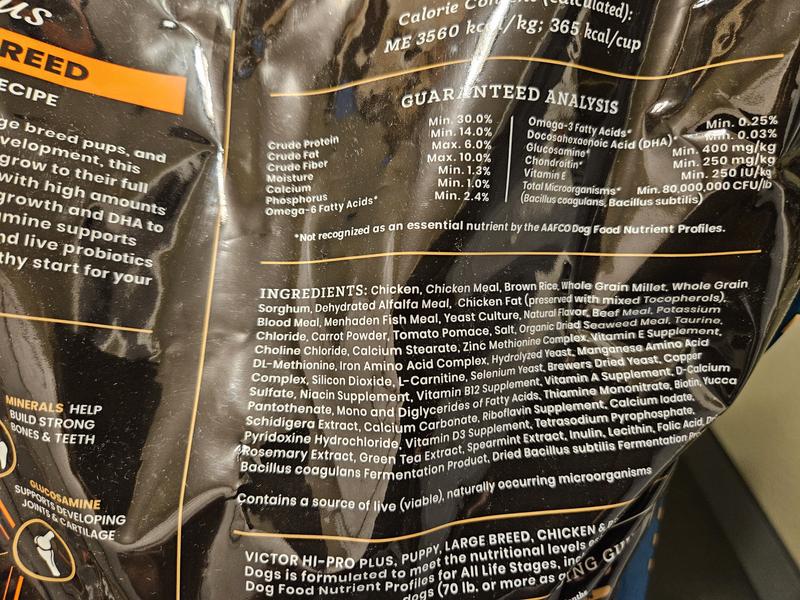 us
REED
ECIPE
ge breed pups, and
velopment, this
grow to their full
with high amounts
growth and DHA to
amine supports
nd live probiotics
thy start for your
MINERALS HELP
BUILD STRONG
BONES & TEETH
GLUCOSAMINE
SUPPORTS DEVELOPING
JOINTS & CARTILAGE
Calorie Content (calculated):
ME 3560 kcal/kg; 365 kcal/cup
GUARANTEED ANALYSIS
Crude Protein Min. 30.0%
Crude Fat Min. 14.0%
Crude Fiber Max. 6.0%
Moisture Max. 10.0%
Calcium Min. 1.3%
Phosphorus Min. 1.0%
Omega-6 Fatty Acids* Min. 2.4%
Omega-3 Fatty Acids* Min. 0.25%
Docosahexaenoic Acid (DHA)* Min. 0.03%
Glucosamine* Min. 400 mg/kg
Chondroitin* Min. 250 mg/kg
Vitamin E Min. 250 IU/kg
Total Microorganisms* Min. 80,000,000 CFU/lb
(Bacillus coagulans, Bacillus subtilis)
*Not recognized as an essential nutrient by the AAFCO Dog Food Nutrient Profiles.
INGREDIENTS: Chicken, Chicken Meal, Brown Rice, Whole Grain Millet, Whole Grain
Sorghum, Dehydrated Alfalfa Meal, Chicken Fat (preserved with mixed Tocopherols),
Blood Meal, Menhaden Fish Meal, Yeast Culture, Natural Flavor, Beef Meal, Potassium
Chloride, Carrot Powder, Tomato Pomace, Salt, Organic Dried Seaweed Meal, Taurine,
Choline Chloride, Calcium Stearate, Zinc Methionine Complex, Vitamin E Supplement,
DL-Methionine, Iron Amino Acid Complex, Hydrolyzed Yeast, Manganese Amino Acid
Complex, Silicon Dioxide, L-Carnitine, Selenium Yeast, Brewers Dried Yeast, Copper
Sulfate, Niacin Supplement, Vitamin B12 Supplement, Vitamin A Supplement, D-Calcium
Pantothenate, Mono and Diglycerides of Fatty Acids, Thiamine Mononitrate, Biotin, Yucca
Schidigera Extract, Calcium Carbonate, Riboflavin Supplement, Calcium Iodate,
Pyridoxine Hydrochloride, Vitamin D3 Supplement, Tetrasodium Pyrophosphate,
Rosemary Extract, Green Tea Extract, Spearmint Extract, Inulin, Lecithin, Folic Acid, D
Bacillus coagulans Fermentation Product, Dried Bacillus subtilis Fermentation Pro
Contains a source of live (viable), naturally occurring microorganisms
VICTOR HI-PRO PLUS, PUPPY, LARGE BREED, CHICKEN &
Dogs is formulated to meet the nutritional levels
Dog Food Nutrient Profiles for All Life Stages, inc
dogs (70 lb. or more as